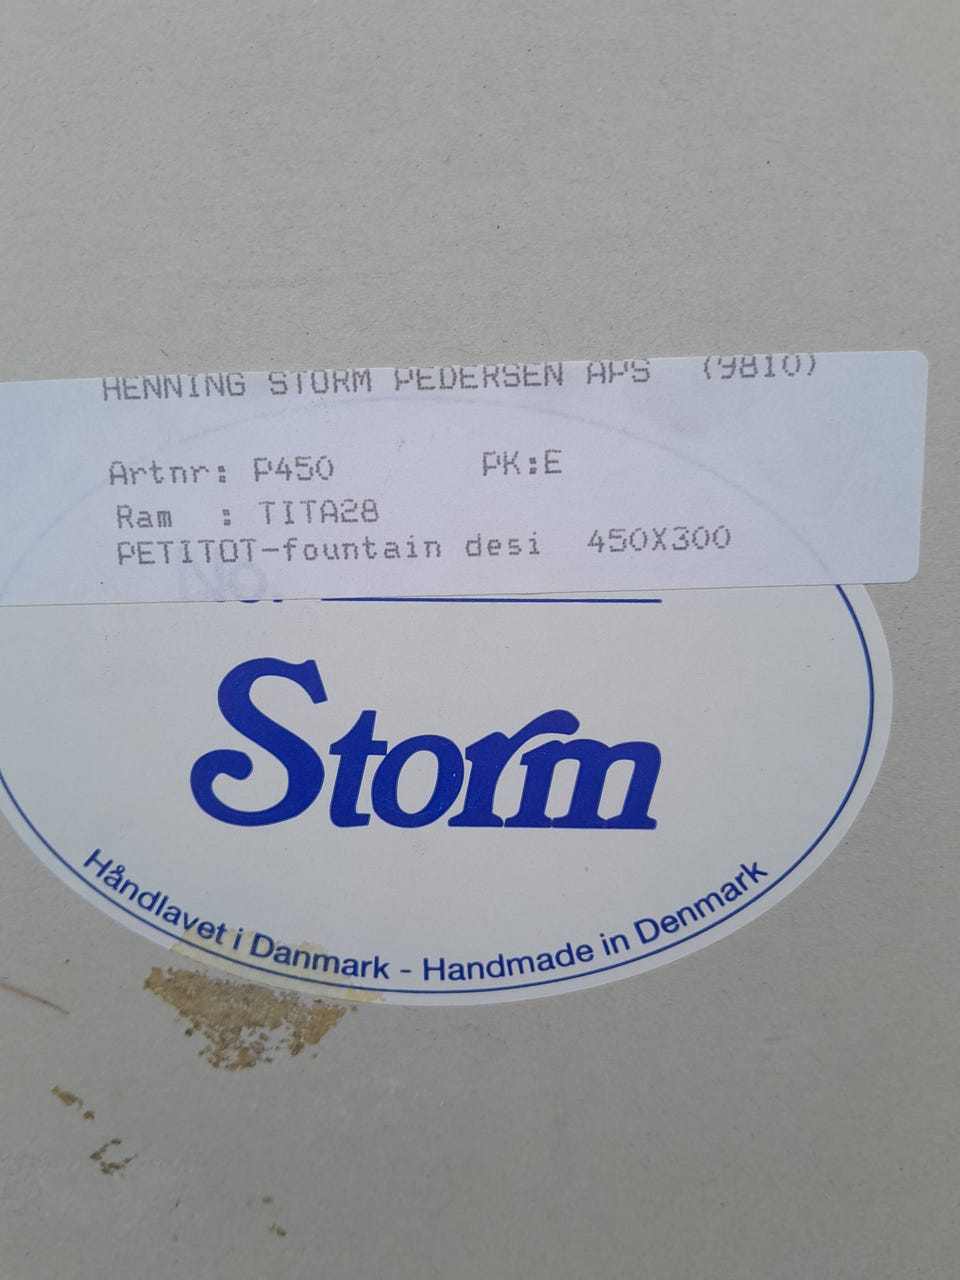 HENNING STORM PEDERSEN APS (9810)
Artnr: P450 PK:E
Ram : TITA28
PETITOT-fountain desi 450X300
No.
Storm
Håndlavet i Danmark - Handmade in Denmark